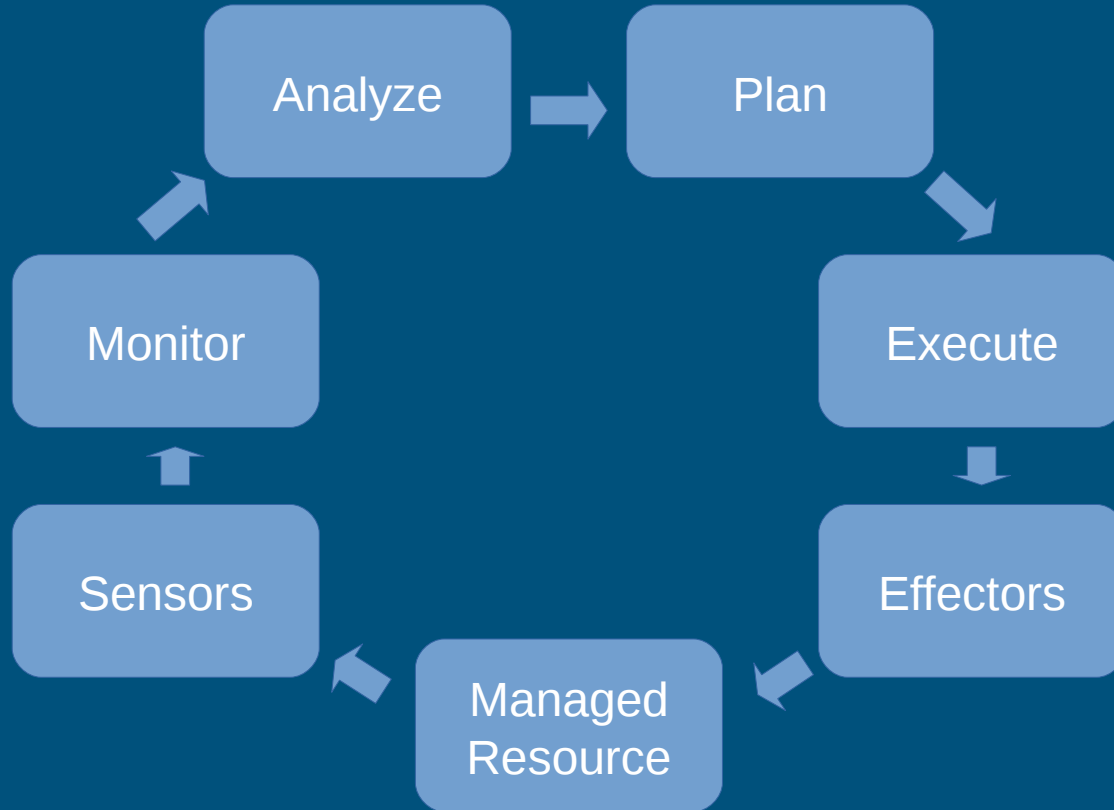 Analyze
Plan
Monitor
Execute
Sensors
Effectors
Managed
Resource